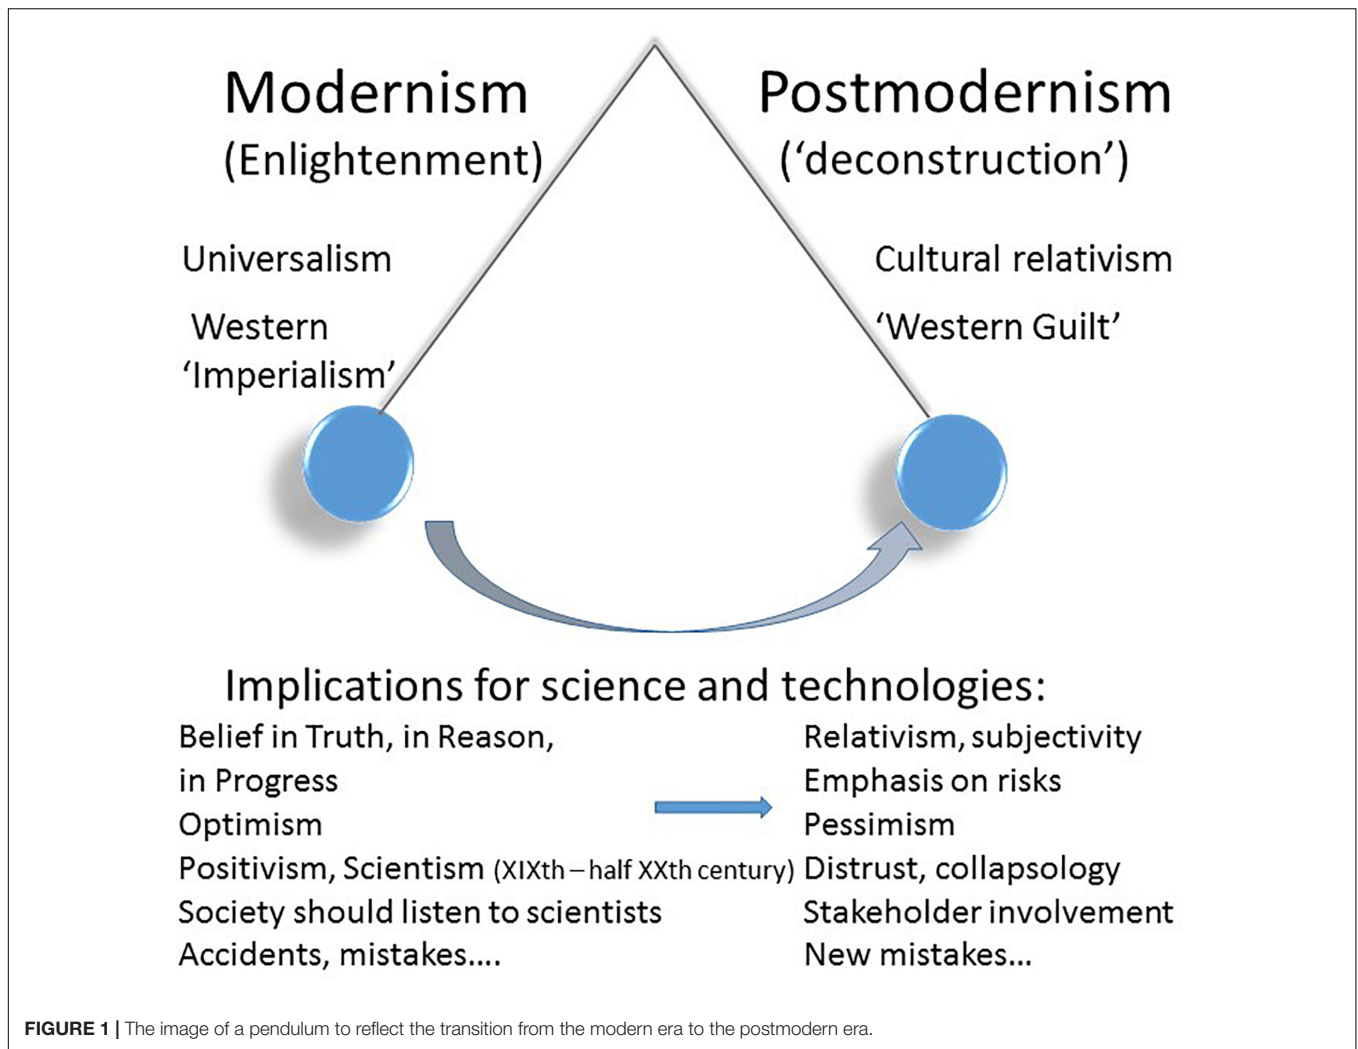 Modernism
(Enlightenment)
Universalism
Western
‘Imperialism’
Postmodernism
(‘deconstruction’)
Cultural relativism
‘Western Guilt’
Implications for science and technologies:
Belief in Truth, in Reason,
in Progress
Optimism
Positivism, Scientism (XIXth – half XXth century)
Society should listen to scientists
Accidents, mistakes....
Relativism, subjectivity
Emphasis on risks
Pessimism
Distrust, collapsology
Stakeholder involvement
New mistakes...
FIGURE 1 | The image of a pendulum to reflect the transition from the modern era to the postmodern era.